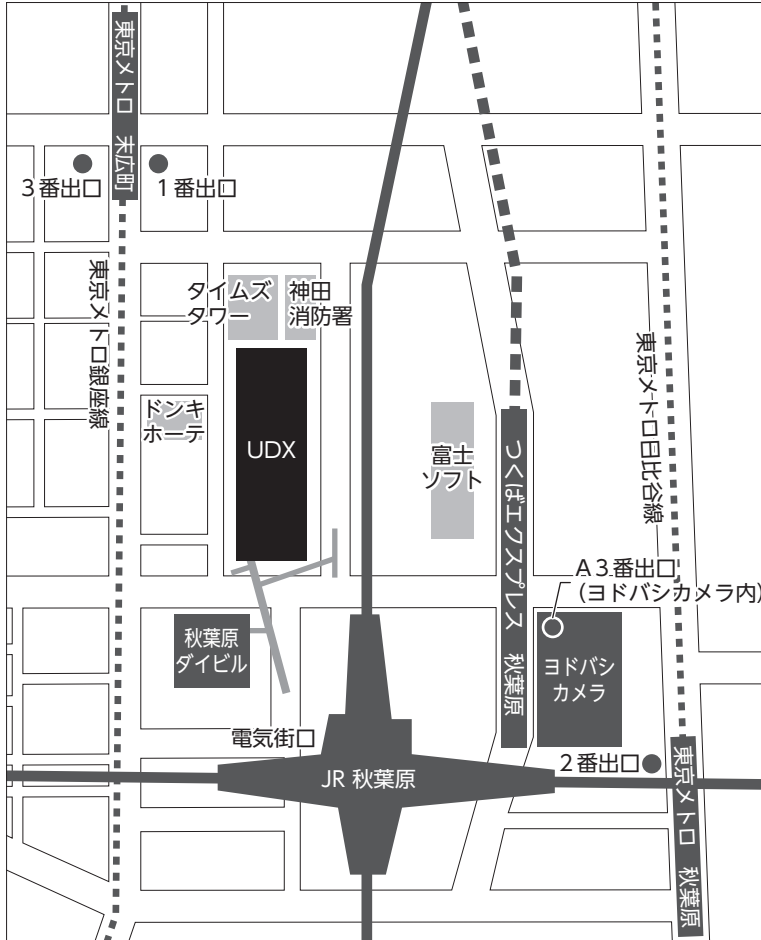 東京メトロ 末広町
3番出口
1番出口
タイムズ
タワー
神田
消防署
東京メトロ銀座線
東京メトロ日比谷線
ドンキ
ホーテ
UDX
富士
ソフト
つくばエクスプレス 秋葉原
A3番出口
(ヨドバシカメラ内)
秋葉原
ダイビル
ヨドバシ
カメラ
電気街口
2番出口
JR 秋葉原
東京メトロ 秋葉原